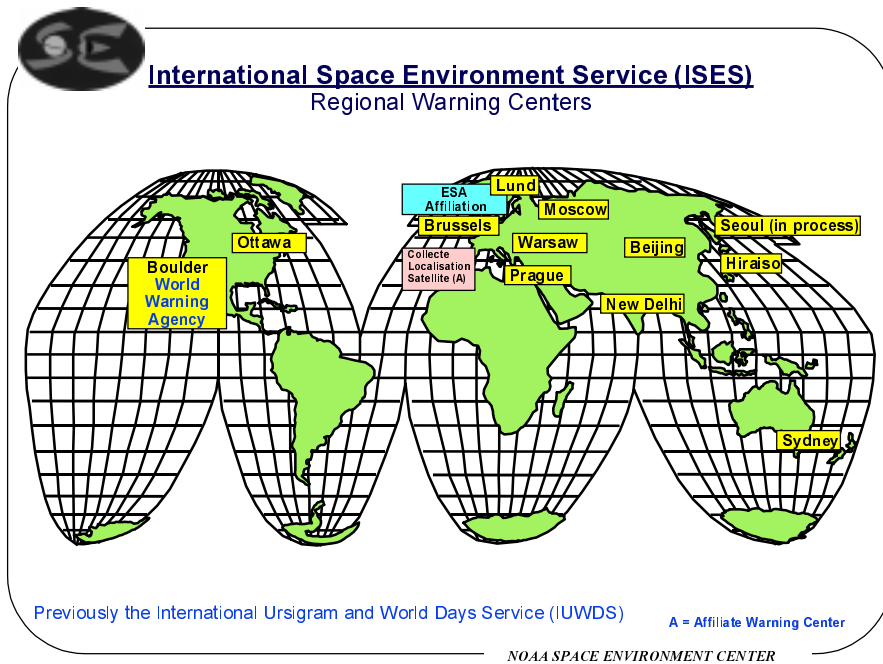 International Space Environment Service (ISES)
Regional Warning Centers
ESA
Affiliation
Lund
Moscow
Brussels
Seoul (in process)
Ottawa
Warsaw
Beijing
Collecte
Localisation
Satellite (A)
Hiraiso
Boulder
World
Warning
Agency
Prague
New Delhi
Sydney
Previously the International Ursigram and World Days Service (IUWDS)
A = Affiliate Warning Center
NOAA SPACE ENVIRONMENT CENTER